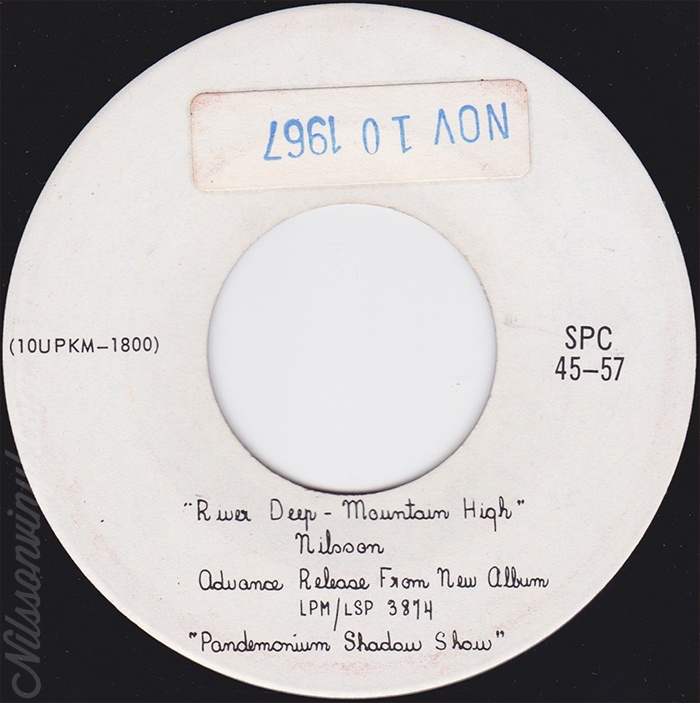 NOV 10 1967
(10UPKM—1800)
SPC
45—57
"River Deep - Mountain High"
Nilsson
Advance Release From New Album
LPM/LSP 3874
"Pandemonium Shadow Show"